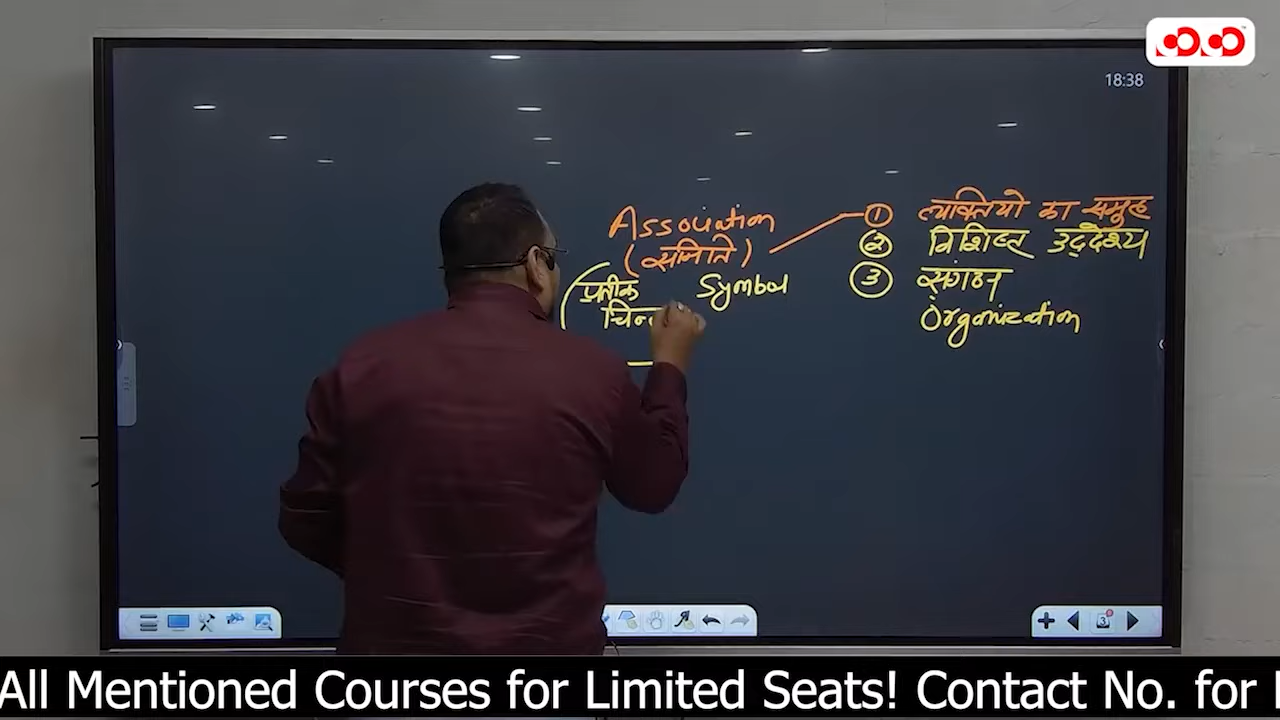 18:38
Association
(समिति)
प्रतीक Symbol
① व्यक्तियो का समूह
② विशिष्ट उद्देश्य
③ संगठन
Organization
All Mentioned Courses for Limited Seats! Contact No. for
3